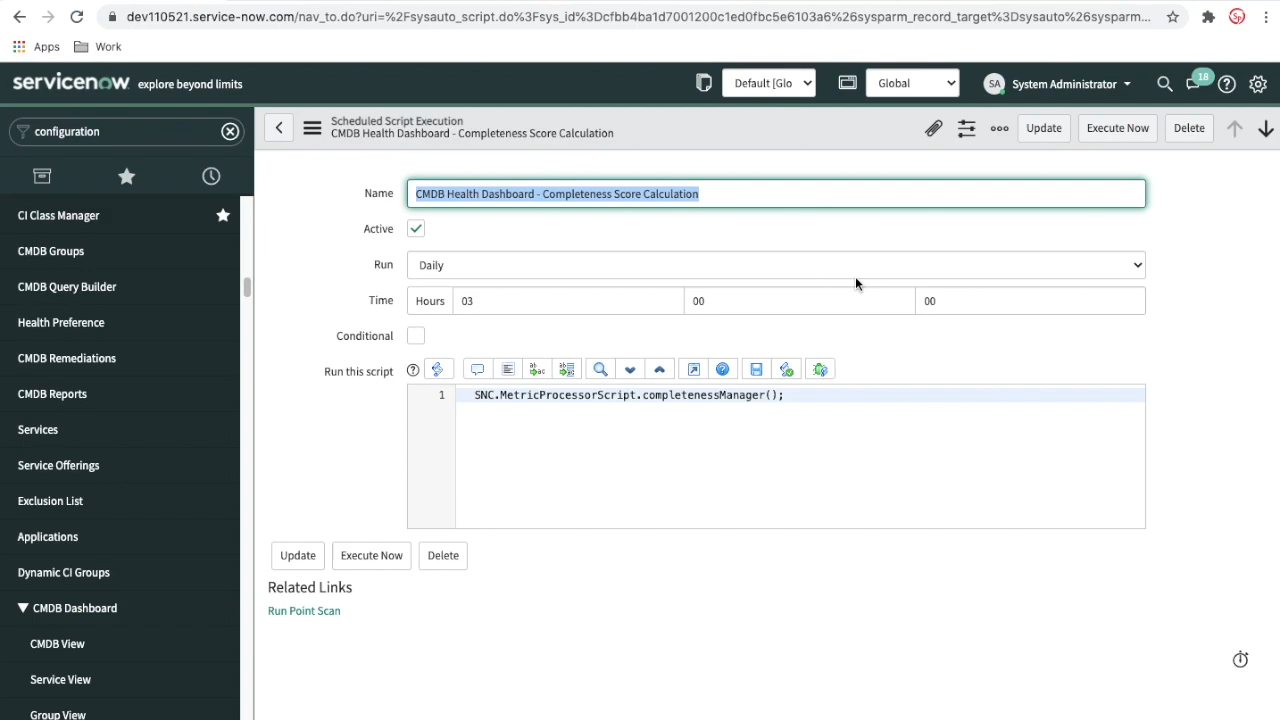 dev110521.service-now.com/nav_to.do?uri=%2Fsysauto_script.do%3Fsys_id%3Dcfbb4ba1d7001200c1ed0fbc5e6103a6%26sysparm_record_target%3Dsysauto%26sysparm...
Sp
Apps Work
servicenow explore beyond limits
Default [Glo Global SA System Administrator 18
configuration
Scheduled Script Execution
CMDB Health Dashboard - Completeness Score Calculation
Update Execute Now Delete
CI Class Manager
CMDB Groups
CMDB Query Builder
Health Preference
CMDB Remediations
CMDB Reports
Services
Service Offerings
Exclusion List
Applications
Dynamic CI Groups
CMDB Dashboard
CMDB View
Service View
Group View
Name CMDB Health Dashboard - Completeness Score Calculation
Active
Run Daily
Time Hours 03 00 00
Conditional
Run this script
1 SNC.MetricProcessorScript.completenessManager();
Update Execute Now Delete
Related Links
Run Point Scan